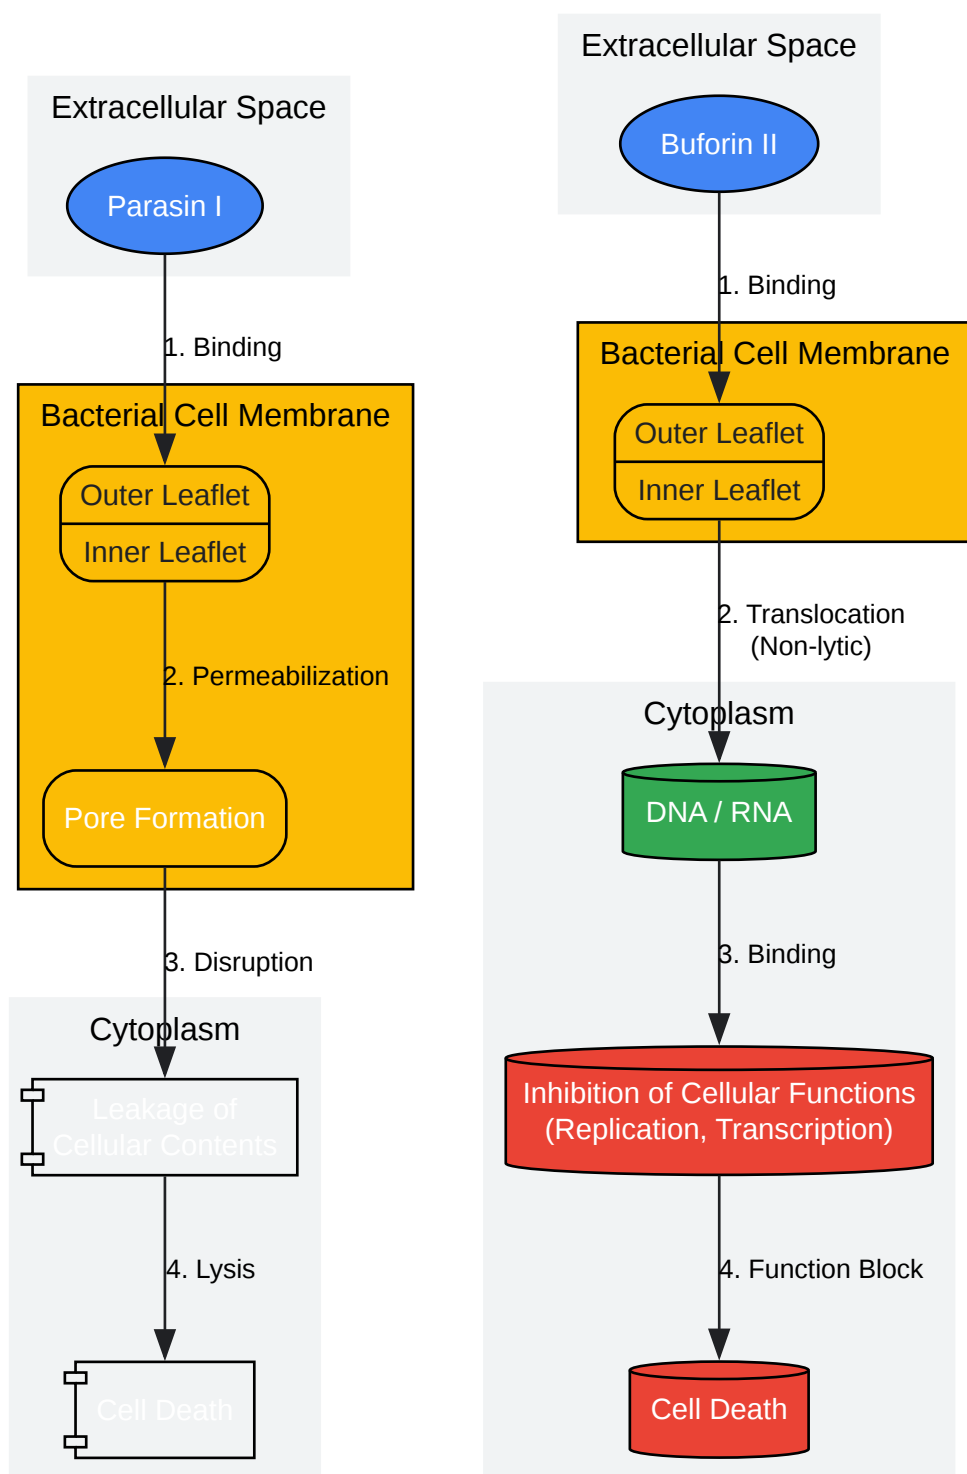 Extracellular Space
Parasin I
1. Binding
Bacterial Cell Membrane
Outer Leaflet
Inner Leaflet
2. Permeabilization
Pore Formation
3. Disruption
Cytoplasm
Leakage of
Cellular Contents
4. Lysis
Cell Death
Extracellular Space
Buforin II
1. Binding
Bacterial Cell Membrane
Outer Leaflet
Inner Leaflet
2. Translocation
(Non-lytic)
Cytoplasm
DNA / RNA
3. Binding
Inhibition of Cellular Functions
(Replication, Transcription)
4. Function Block
Cell Death